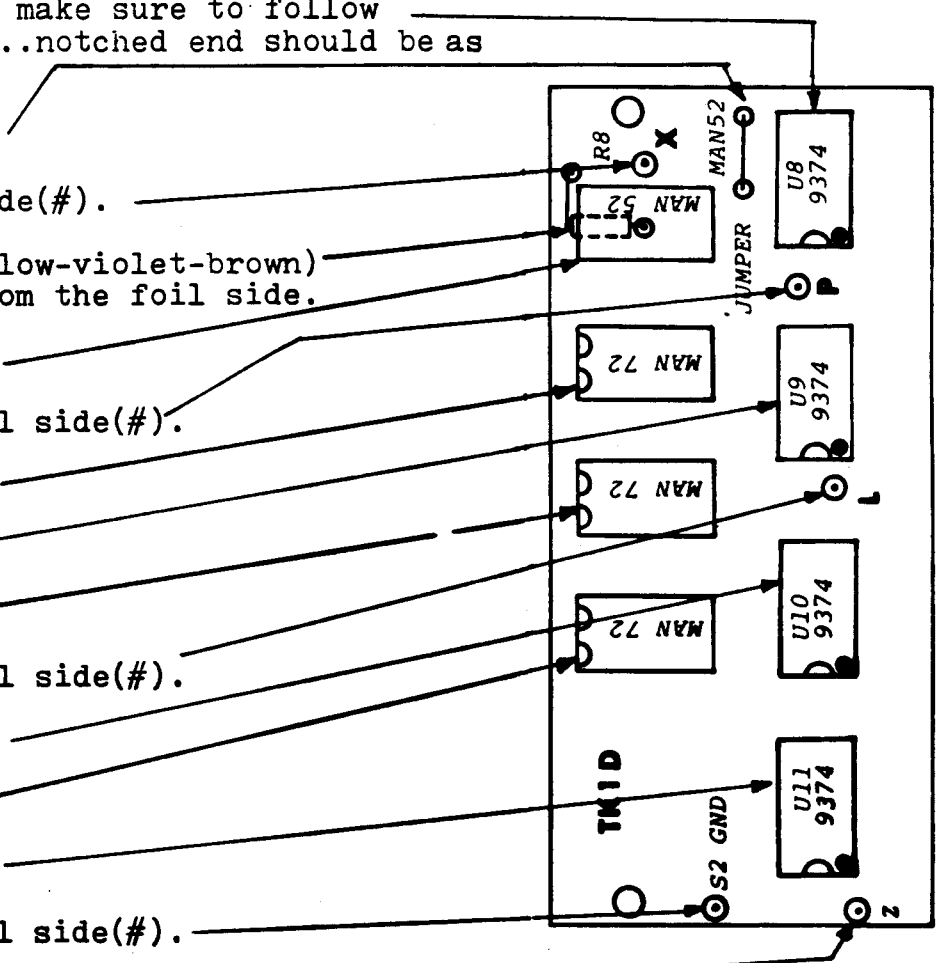 make sure to follow
..notched end should be as
de(#).
low-violet-brown)
om the foil side.
l side(#).
l side(#).
l side(#).
R8
X
MAN52
JUMPER
U8
9374
MAN 52
P
MAN 72
U9
9374
MAN 72
L
MAN 72
U10
9374
TK1D
S2 GND
U11
9374
Z